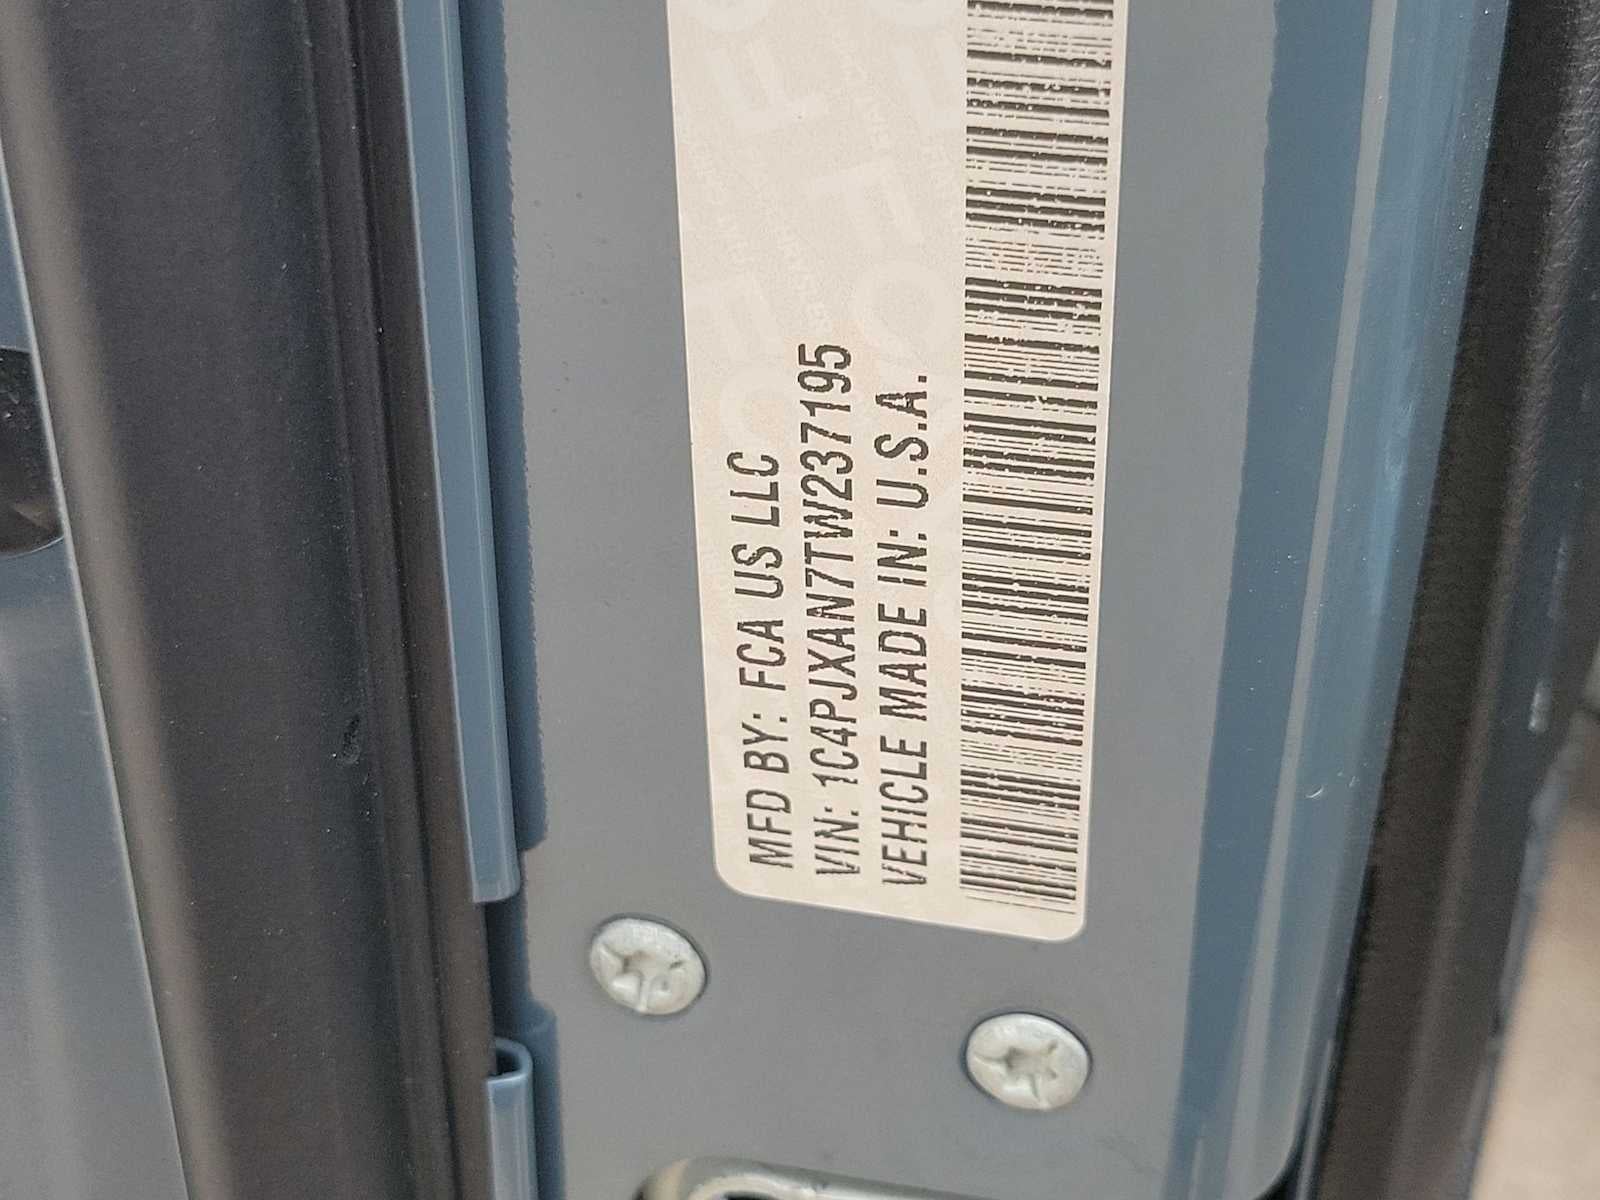 MFD BY: FCA US LLC
VIN: 1C4PJXAN7TW237195
VEHICLE MADE IN: U.S.A.